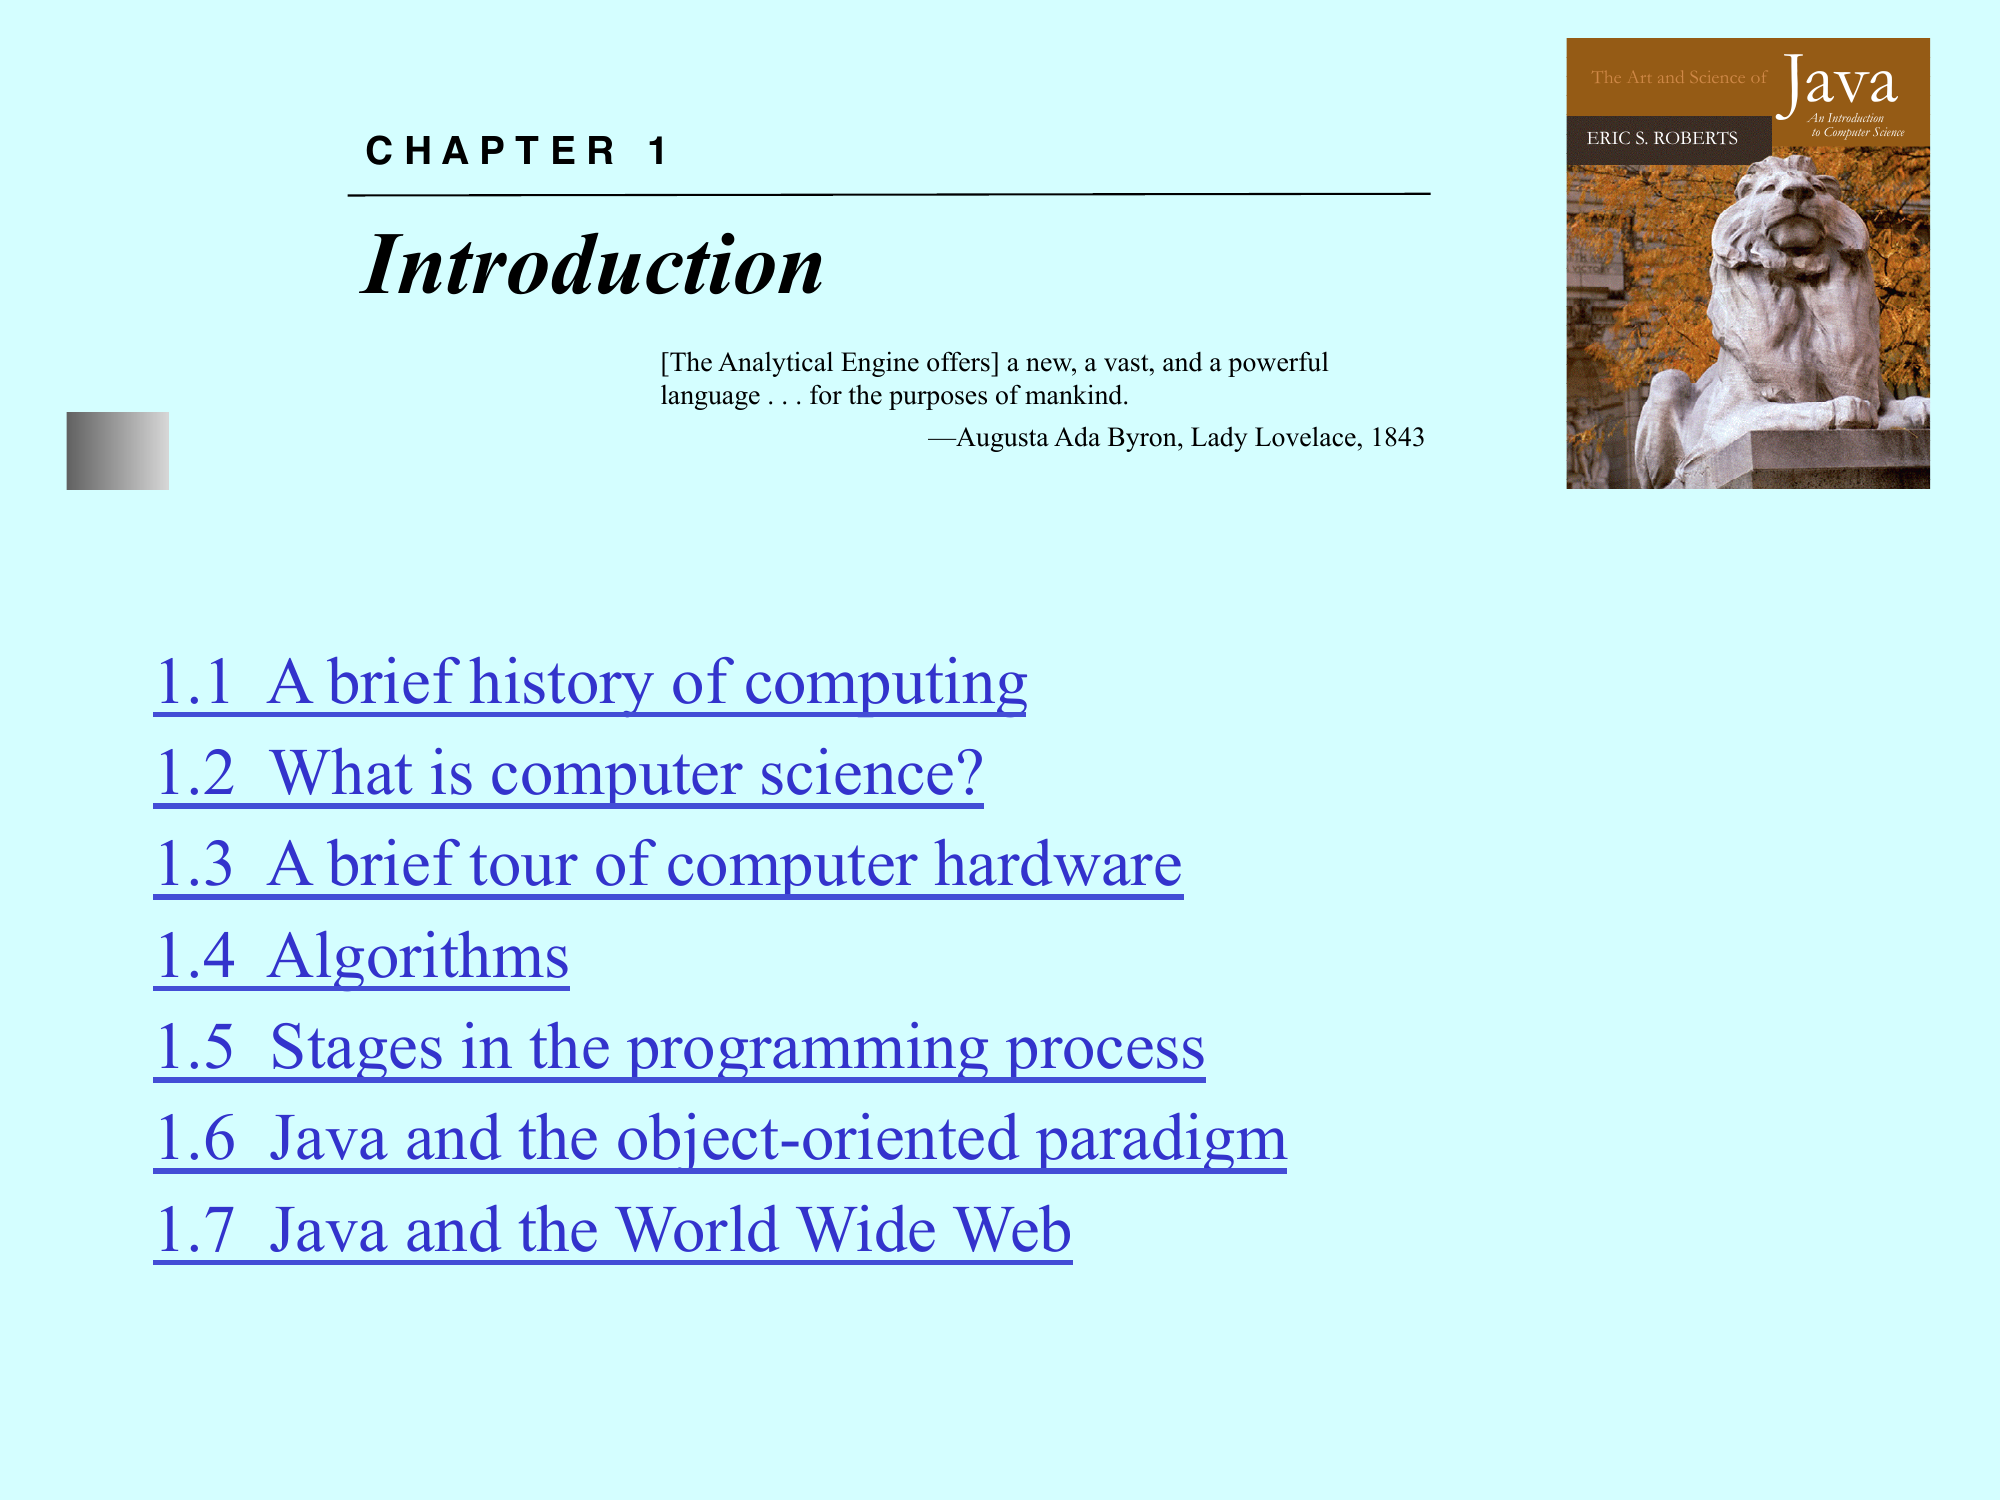 CHAPTER 1
Introduction
[The Analytical Engine offers] a new, a vast, and a powerful
language . . . for the purposes of mankind.
—Augusta Ada Byron, Lady Lovelace, 1843
The Art and Science of Java
An Introduction
to Computer Science
ERIC S. ROBERTS
1.1 A brief history of computing
1.2 What is computer science?
1.3 A brief tour of computer hardware
1.4 Algorithms
1.5 Stages in the programming process
1.6 Java and the object-oriented paradigm
1.7 Java and the World Wide Web